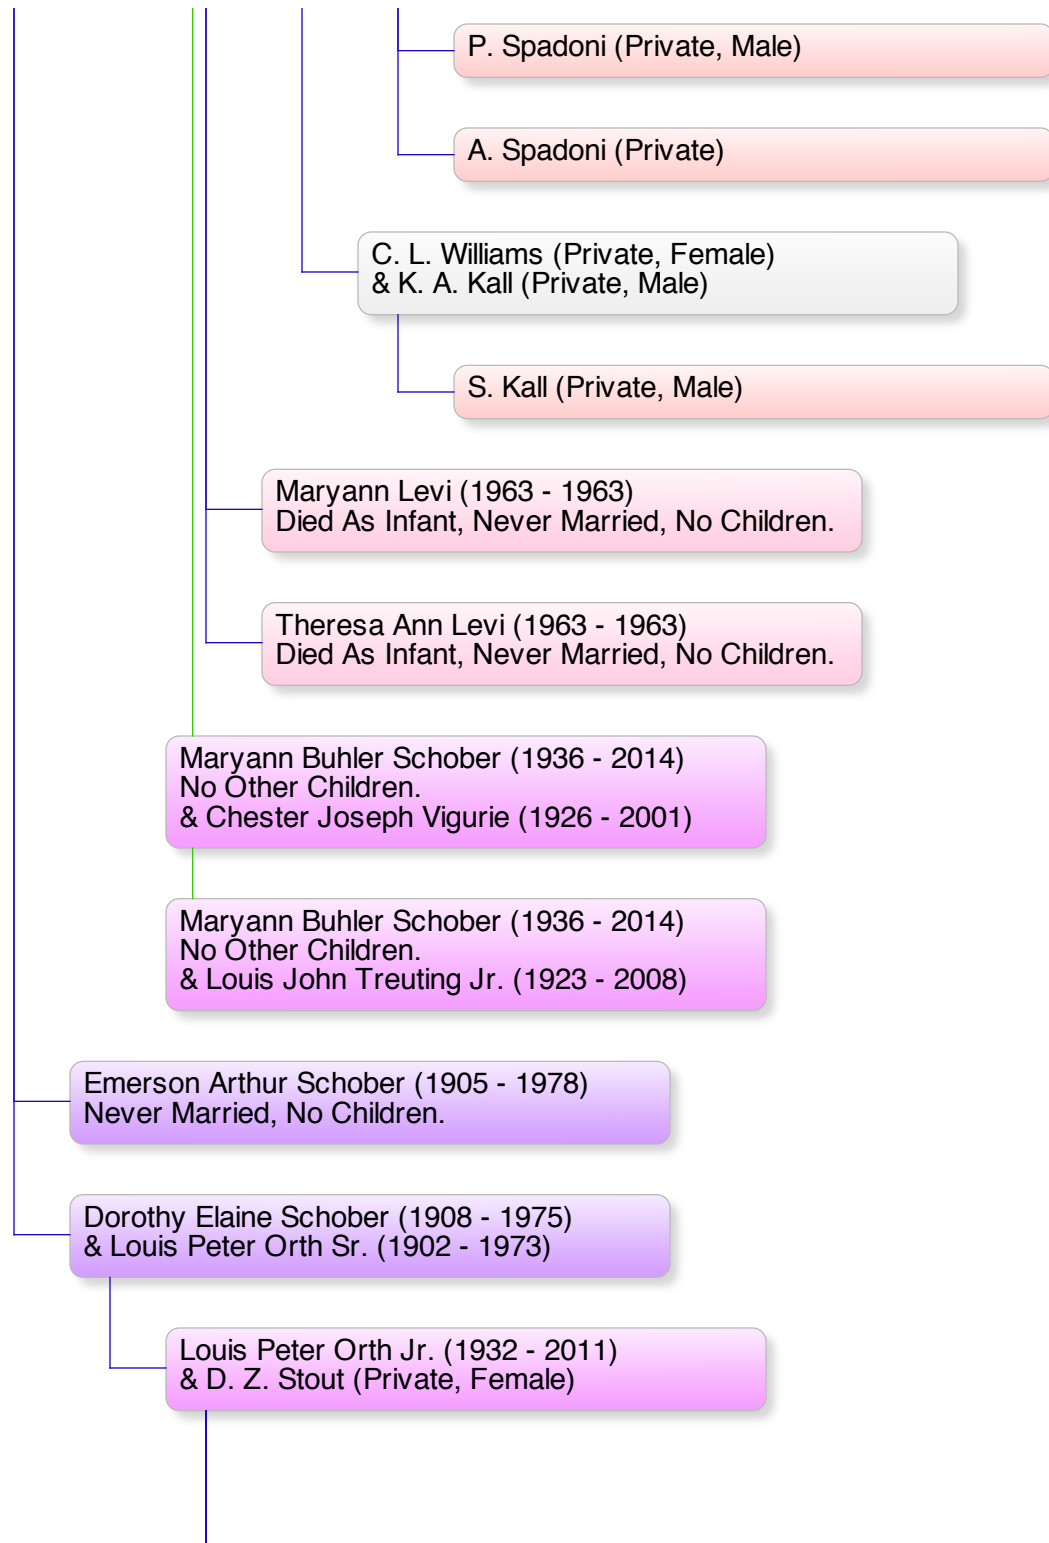 P. Spadoni (Private, Male)
A. Spadoni (Private)
C. L. Williams (Private, Female)
& K. A. Kall (Private, Male)
S. Kall (Private, Male)
Maryann Levi (1963 - 1963)
Died As Infant, Never Married, No Children.
Theresa Ann Levi (1963 - 1963)
Died As Infant, Never Married, No Children.
Maryann Buhler Schober (1936 - 2014)
No Other Children.
& Chester Joseph Vigurie (1926 - 2001)
Maryann Buhler Schober (1936 - 2014)
No Other Children.
& Louis John Treuting Jr. (1923 - 2008)
Emerson Arthur Schober (1905 - 1978)
Never Married, No Children.
Dorothy Elaine Schober (1908 - 1975)
& Louis Peter Orth Sr. (1902 - 1973)
Louis Peter Orth Jr. (1932 - 2011)
& D. Z. Stout (Private, Female)